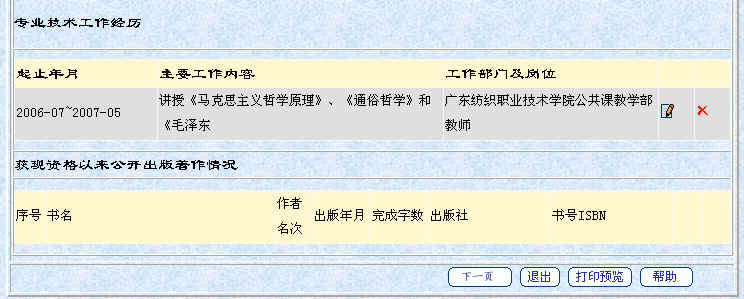 专业技术工作经历
起止年月 主要工作内容 工作部门及岗位
2006-07~2007-05 讲授《马克思主义哲学原理》、《通俗哲学》和《毛泽东 广东纺织职业技术学院公共课教学部教师
获现资格以来公开出版著作情况
序号 书名 作者名次 出版年月 完成字数 出版社 书号ISBN
下一页 退出 打印预览 帮助